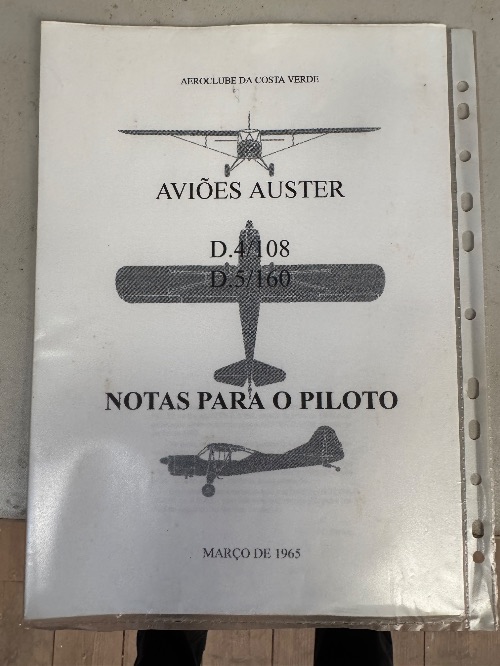 AEROCLUBE DA COSTA VERDE
AVIÕES AUSTER
D.4/108
D.5/160
NOTAS PARA O PILOTO
MARÇO DE 1965